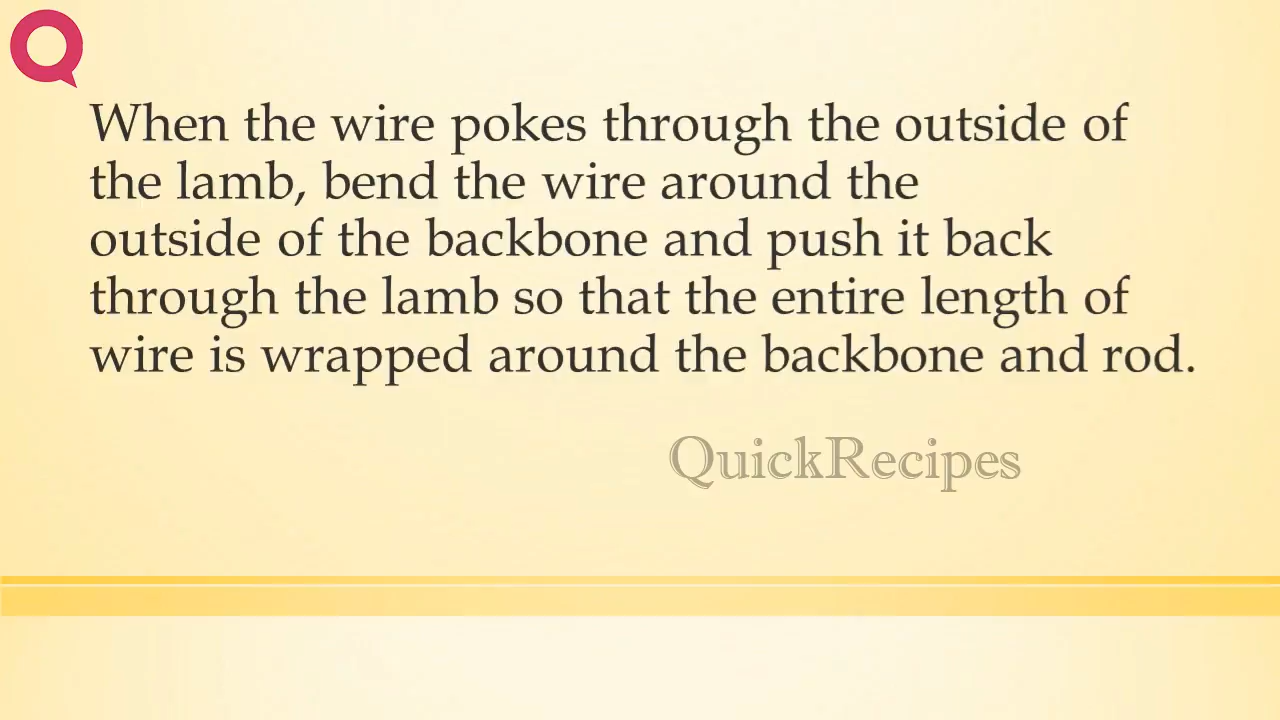 When the wire pokes through the outside of
the lamb, bend the wire around the
outside of the backbone and push it back
through the lamb so that the entire length of
wire is wrapped around the backbone and rod.
QuickRecipes